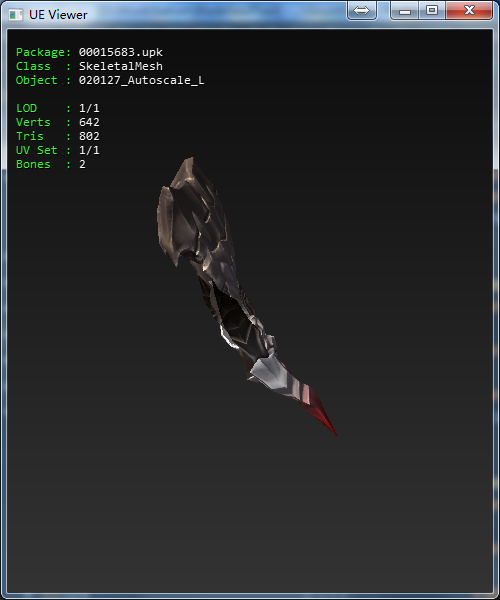 UE Viewer
Package: 00015683.upk
Class : SkeletalMesh
Object : 020127_Autoscale_L
LOD : 1/1
Verts : 642
Tris : 802
UV Set : 1/1
Bones : 2